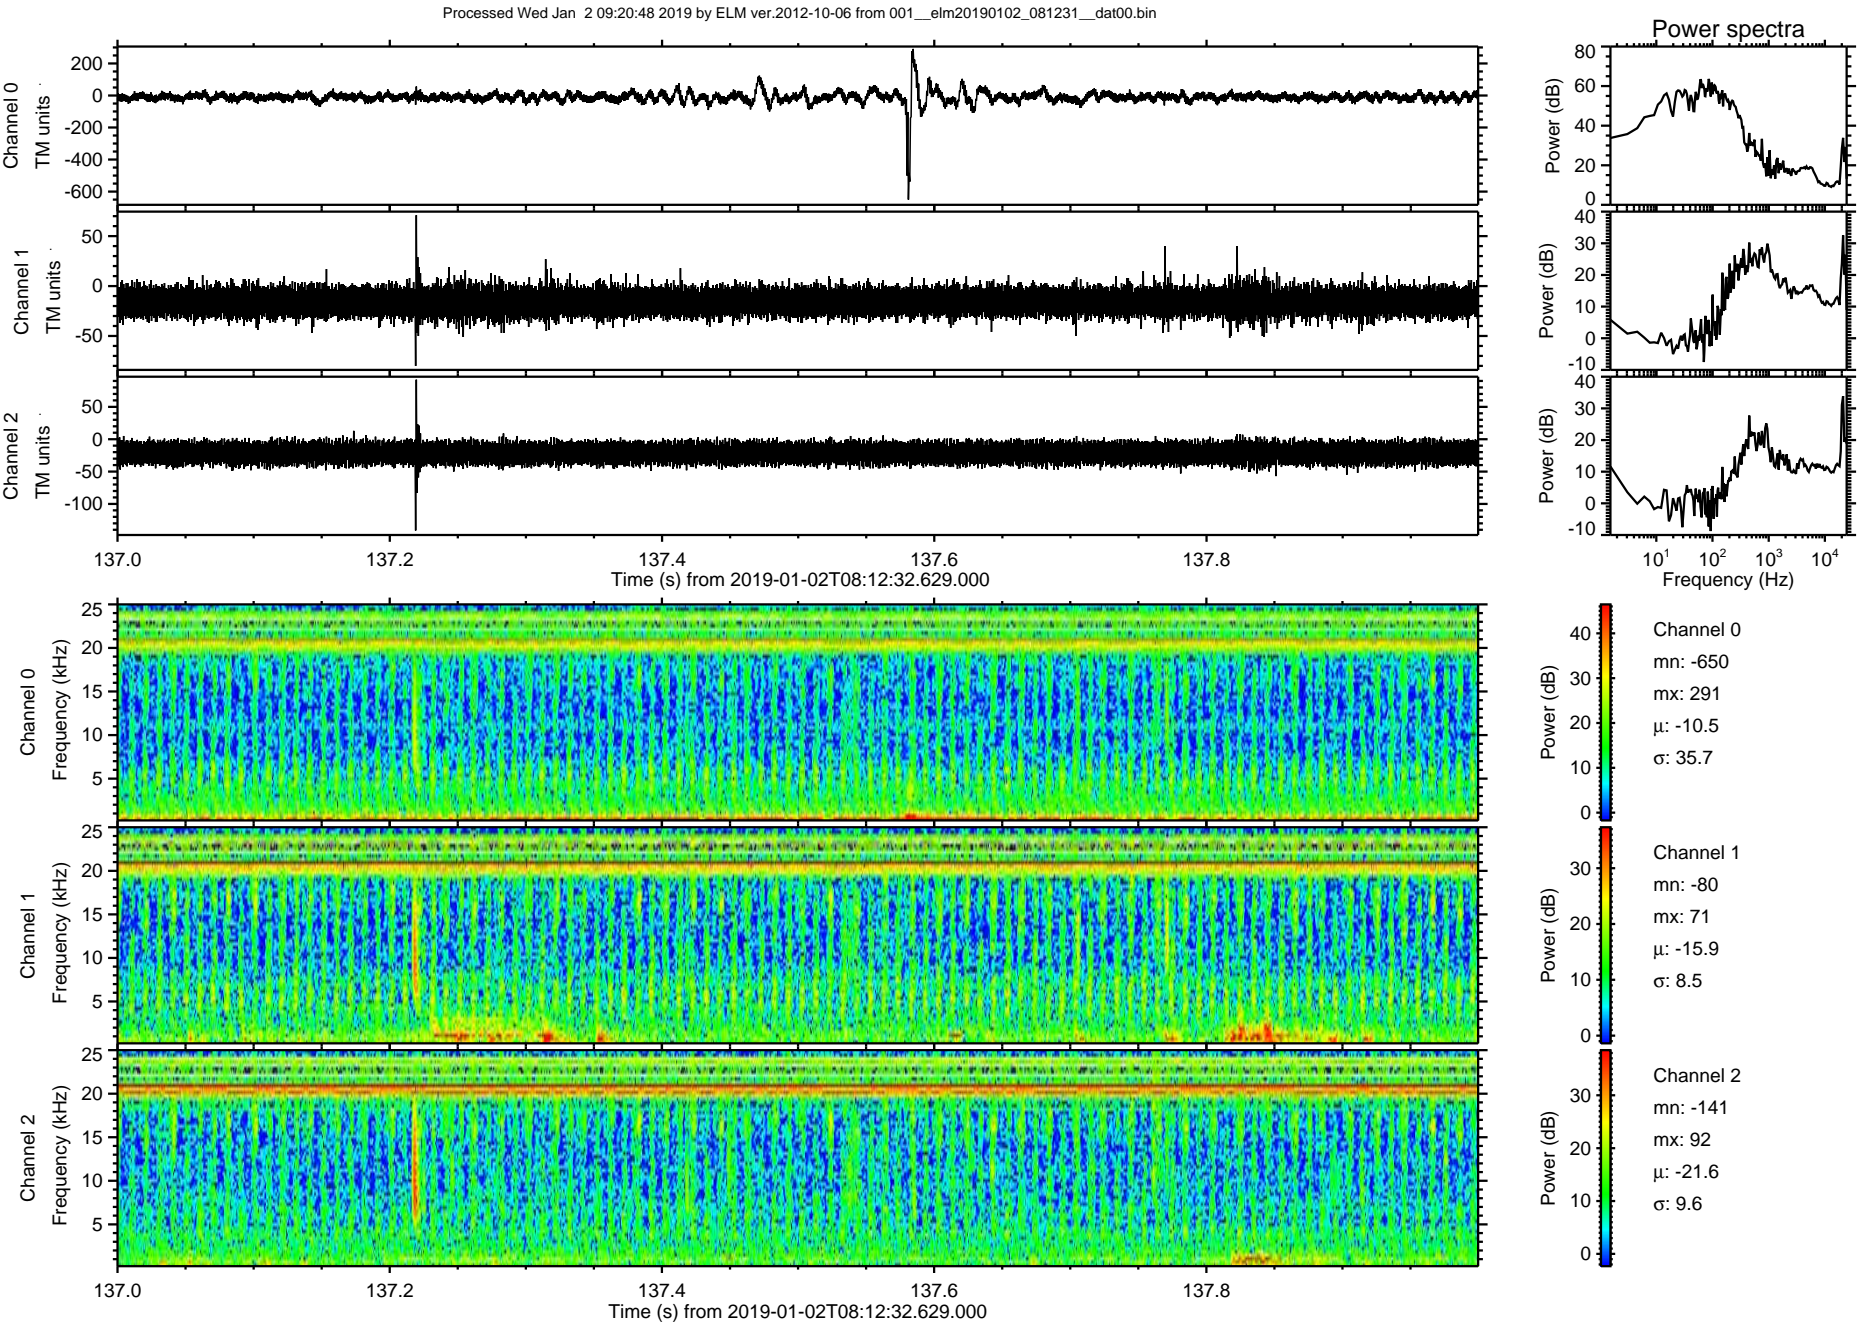 Processed Wed Jan  2 09:20:48 2019 by ELM ver.2012-10-06 from 001__elm20190102_081231__dat00.bin
Power spectra
Channel 0
TM units
200
0
-200
-400
-600
Power (dB)
80
60
40
20
0
Channel 1
TM units
50
0
-50
Power (dB)
40
30
20
10
0
-10
Channel 2
TM units
50
0
-50
-100
Power (dB)
40
30
20
10
0
-10
137.0 137.2 137.4 137.6 137.8
Time (s) from 2019-01-02T08:12:32.629.000
10¹ 10² 10³ 10⁴
Frequency (Hz)
Channel 0
Frequency (kHz)
25
20
15
10
5
Power (dB)
40
30
20
10
0
Channel 0
mn: -650
mx: 291
μ: -10.5
σ: 35.7
Channel 1
Frequency (kHz)
25
20
15
10
5
Power (dB)
30
20
10
0
Channel 1
mn: -80
mx: 71
μ: -15.9
σ: 8.5
Channel 2
Frequency (kHz)
25
20
15
10
5
Power (dB)
30
20
10
0
Channel 2
mn: -141
mx: 92
μ: -21.6
σ: 9.6
137.0 137.2 137.4 137.6 137.8
Time (s) from 2019-01-02T08:12:32.629.000